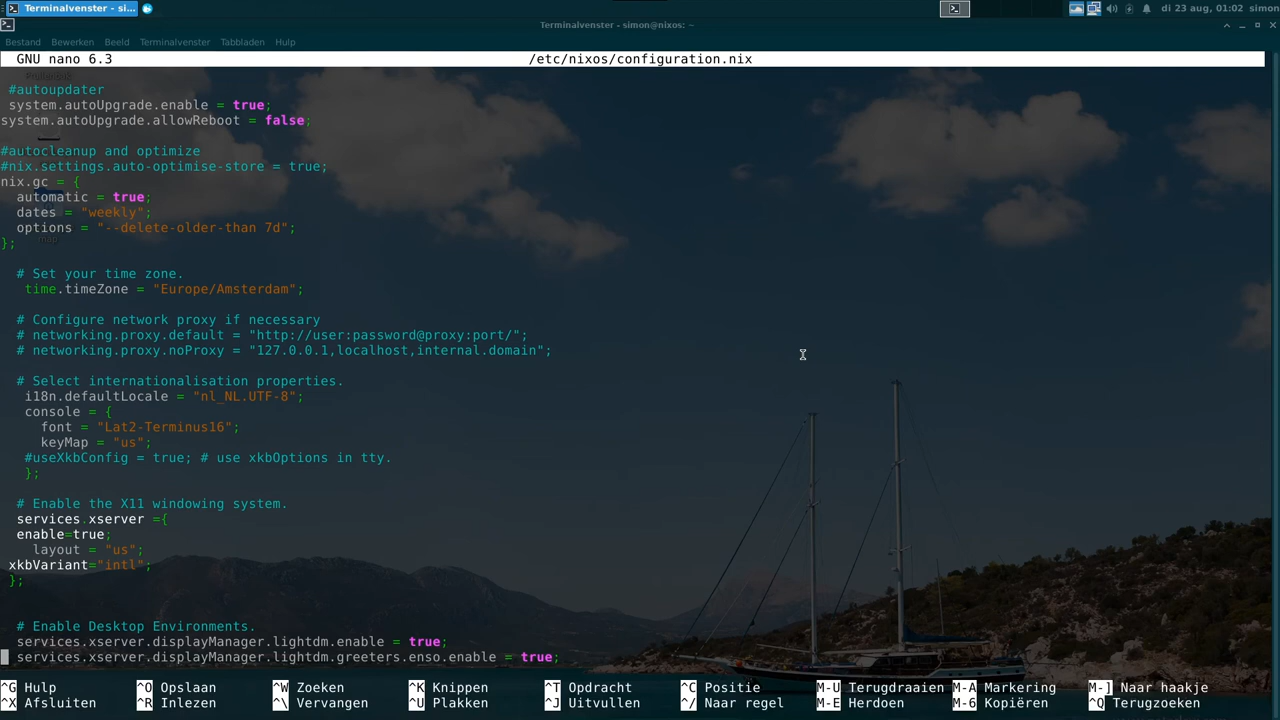 Terminalvenster - si...
di 23 aug, 01:02 simon
Terminalvenster - simon@nixos: ~
Bestand Bewerken Beeld Terminalvenster Tabbladen Hulp
GNU nano 6.3 /etc/nixos/configuration.nix
#autoupdater
system.autoUpgrade.enable = true;
system.autoUpgrade.allowReboot = false;
#autocleanup and optimize
#nix.settings.auto-optimise-store = true;
nix.gc = {
automatic = true;
dates = "weekly";
options = "--delete-older-than 7d";
};
# Set your time zone.
time.timeZone = "Europe/Amsterdam";
# Configure network proxy if necessary
# networking.proxy.default = "http://user:password@proxy:port/";
# networking.proxy.noProxy = "127.0.0.1,localhost,internal.domain";
# Select internationalisation properties.
i18n.defaultLocale = "nl_NL.UTF-8";
console = {
font = "Lat2-Terminus16";
keyMap = "us";
#useXkbConfig = true; # use xkbOptions in tty.
};
# Enable the X11 windowing system.
services.xserver ={
enable=true;
layout = "us";
xkbVariant="intl";
};
# Enable Desktop Environments.
services.xserver.displayManager.lightdm.enable = true;
services.xserver.displayManager.lightdm.greeters.enso.enable = true;
^G Hulp ^O Opslaan ^W Zoeken ^K Knippen ^T Opdracht ^C Positie M-U Terugdraaien M-A Markering M-] Naar haakje
^X Afsluiten ^R Inlezen ^\ Vervangen ^U Plakken ^J Uitvullen ^/ Naar regel M-E Herdoen M-6 Kopiëren ^Q Terugzoeken